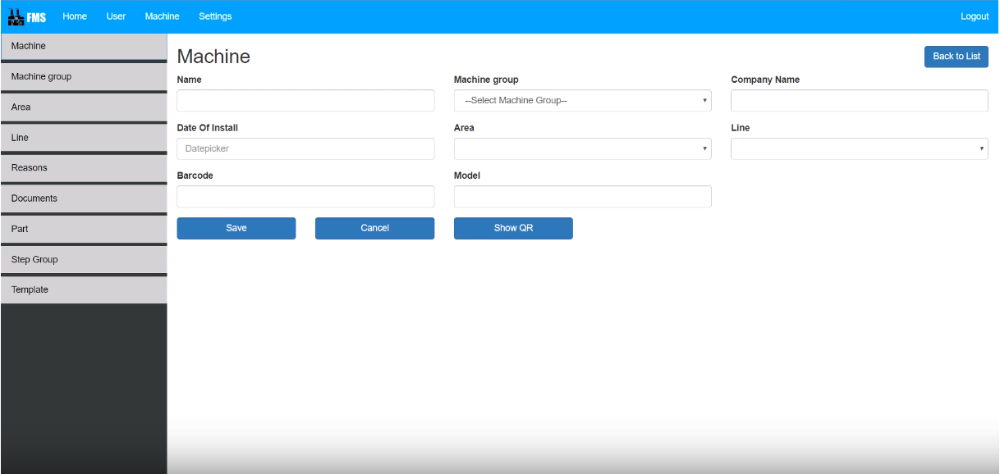 FMS Home User Machine Settings Logout
Machine
Machine group
Area
Line
Reasons
Documents
Part
Step Group
Template
Machine Back to List
Name Machine group Company Name
--Select Machine Group--
Date Of Install Area Line
Datepicker
Barcode Model
Save Cancel Show QR